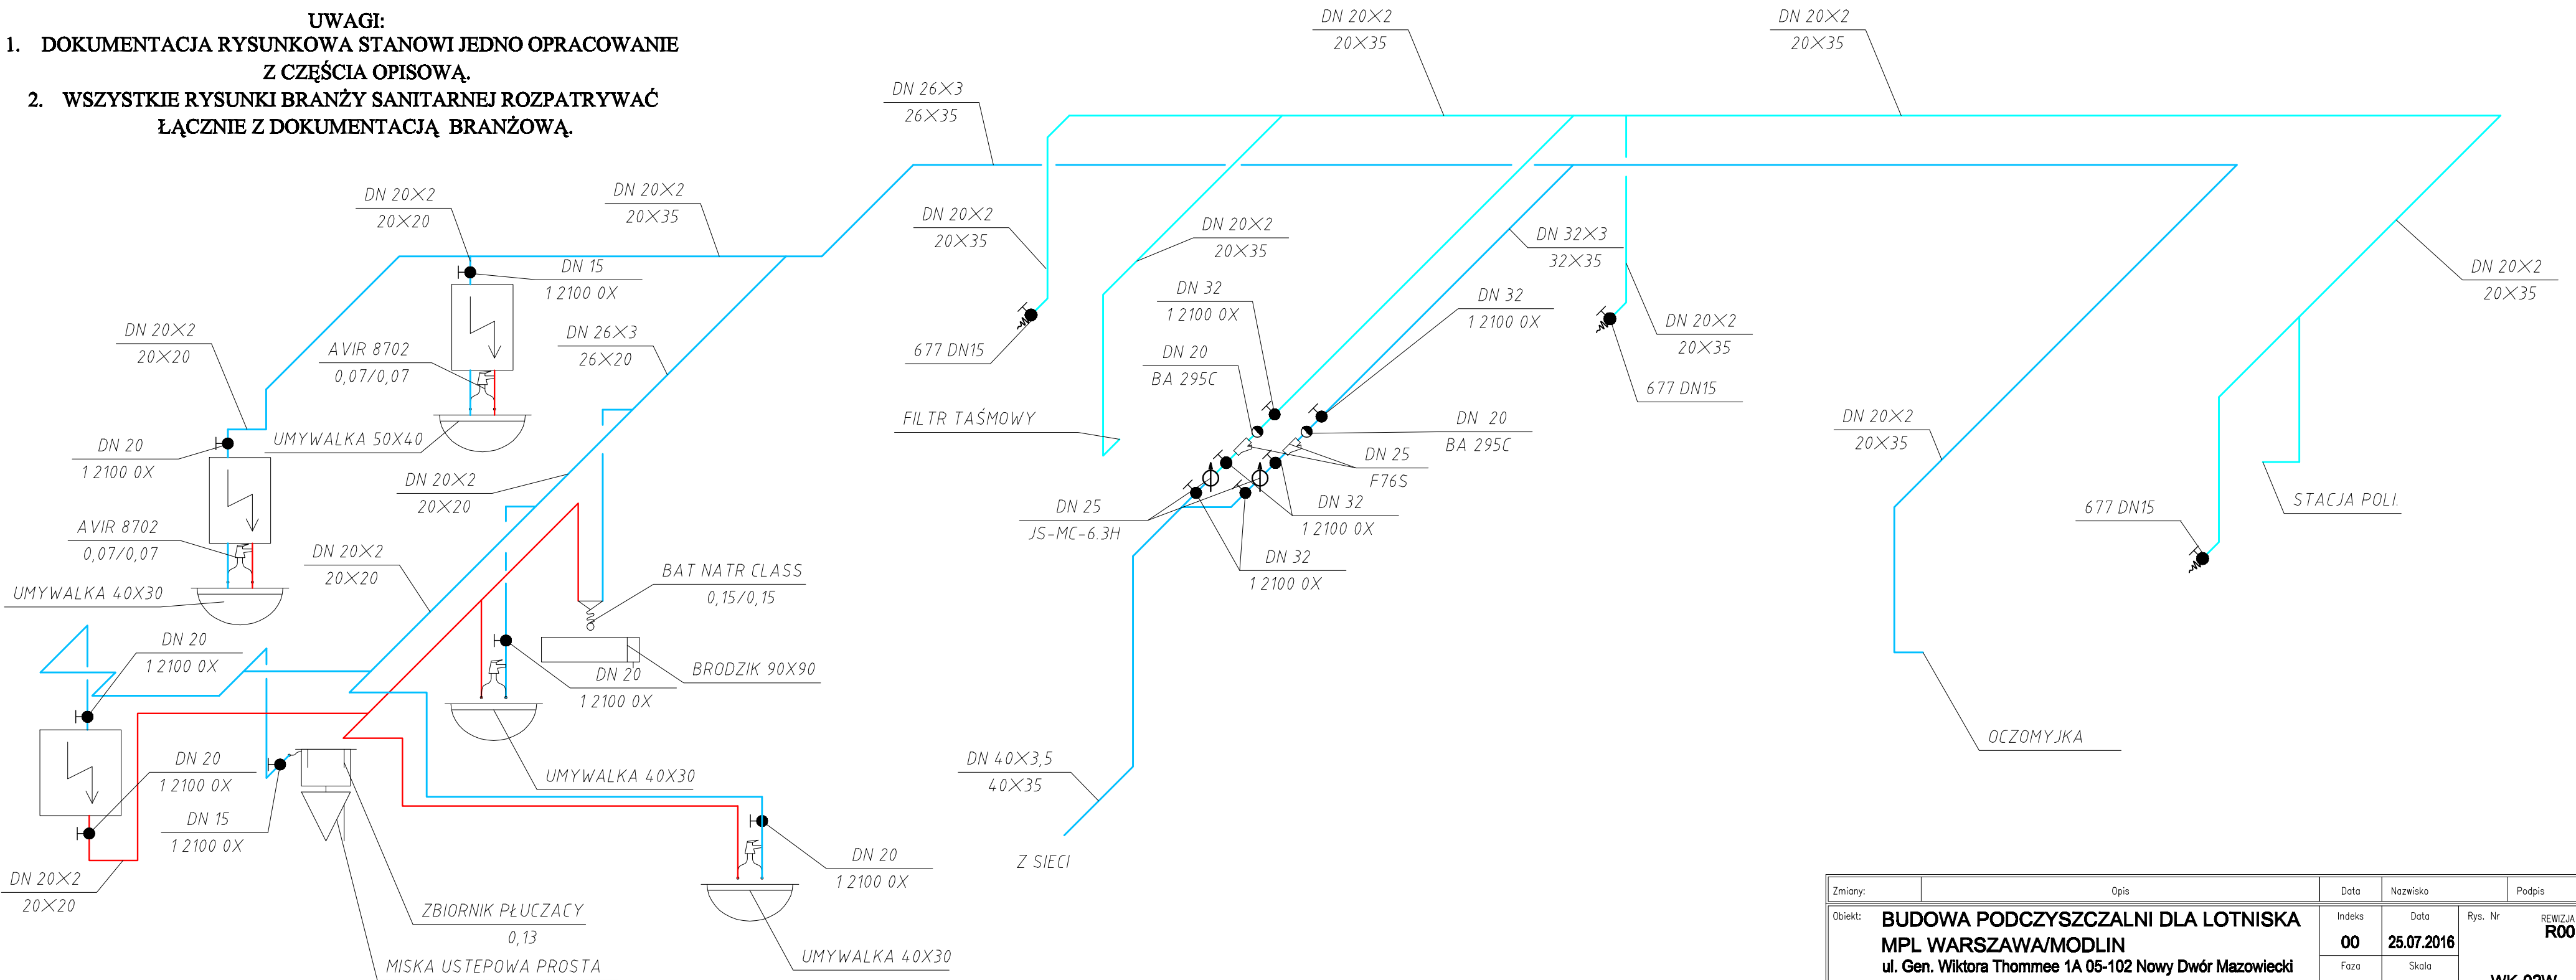 UWAGI:
1. DOKUMENTACJA RYSUNKOWA STANOWI JEDNO OPRACOWANIE
Z CZĘŚCIA OPISOWĄ.
2. WSZYSTKIE RYSUNKI BRANŻY SANITARNEJ ROZPATRYWAĆ
ŁĄCZNIE Z DOKUMENTACJĄ BRANŻOWĄ.
DN 20X2
20X35
DN 20X2
20X35
DN 26X3
26X35
DN 20X2
20X20
DN 20X2
20X35
DN 20X2
20X35
DN 20X2
20X35
DN 32X3
32X35
DN 20X2
20X35
DN 15
1 2100 0X
DN 32
1 2100 0X
DN 32
1 2100 0X
DN 20X2
20X35
DN 20X2
20X20
AVIR 8702
0,07/0,07
DN 26X3
26X20
677 DN15
DN 20
BA 295C
677 DN15
UMYWALKA 50X40
FILTR TAŚMOWY
DN 20
BA 295C
DN 20X2
20X35
DN 20
1 2100 0X
DN 20X2
20X20
DN 25
F76S
DN 25
JS-MC-6.3H
DN 32
1 2100 0X
STACJA POLI.
677 DN15
AVIR 8702
0,07/0,07
DN 20X2
20X20
DN 32
1 2100 0X
BAT NATR CLASS
0,15/0,15
UMYWALKA 40X30
DN 20
1 2100 0X
DN 20
1 2100 0X
BRODZIK 90X90
OCZOMYJKA
DN 20
1 2100 0X
UMYWALKA 40X30
DN 40X3,5
40X35
DN 15
1 2100 0X
Z SIECI
DN 20
1 2100 0X
DN 20X2
20X20
ZBIORNIK PŁUCZACY
0,13
UMYWALKA 40X30
MISKA USTEPOWA PROSTA
Zmiany: Opis Data Nazwisko Podpis
Obiekt: BUDOWA PODCZYSZCZALNI DLA LOTNISKA
MPL WARSZAWA/MODLIN
ul. Gen. Wiktora Thommee 1A 05-102 Nowy Dwór Mazowiecki
Indeks Data Rys. Nr REWIZJA
00 25.07.2016 R00
Faza Skala